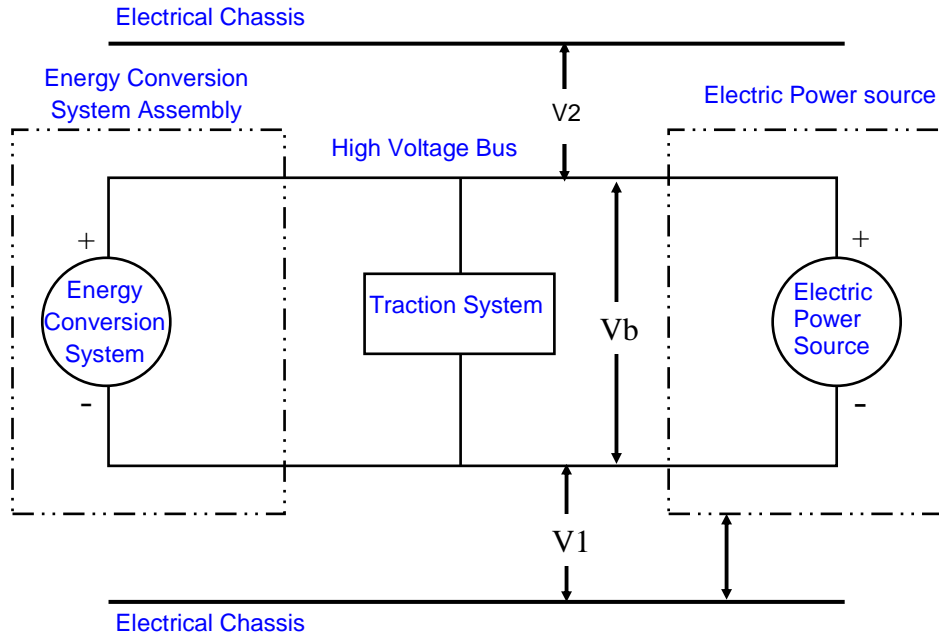 Electrical Chassis
Energy Conversion
System Assembly
Electric Power source
V2
High Voltage Bus
+
+
Energy
Conversion
System
Traction System
Vb
Electric
Power
Source
-
-
V1
Electrical Chassis